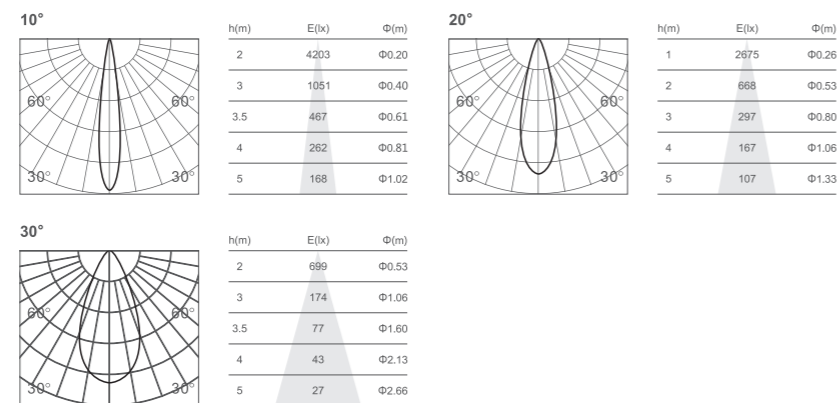 10°
60° 60°
30° 30°
h(m) E(lx) Φ(m)
2 4203 Φ0.20
3 1051 Φ0.40
3.5 467 Φ0.61
4 262 Φ0.81
5 168 Φ1.02
20°
60° 60°
30° 30°
h(m) E(lx) Φ(m)
1 2675 Φ0.26
2 668 Φ0.53
3 297 Φ0.80
4 167 Φ1.06
5 107 Φ1.33
30°
60° 60°
30° 30°
h(m) E(lx) Φ(m)
2 699 Φ0.53
3 174 Φ1.06
3.5 77 Φ1.60
4 43 Φ2.13
5 27 Φ2.66